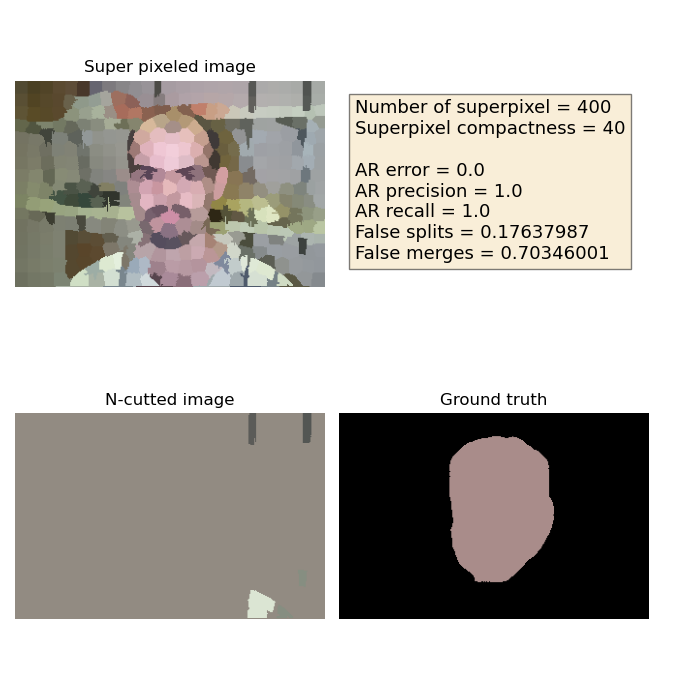 Super pixeled image
Number of superpixel = 400
Superpixel compactness = 40
AR error = 0.0
AR precision = 1.0
AR recall = 1.0
False splits = 0.17637987
False merges = 0.70346001
N-cutted image
Ground truth